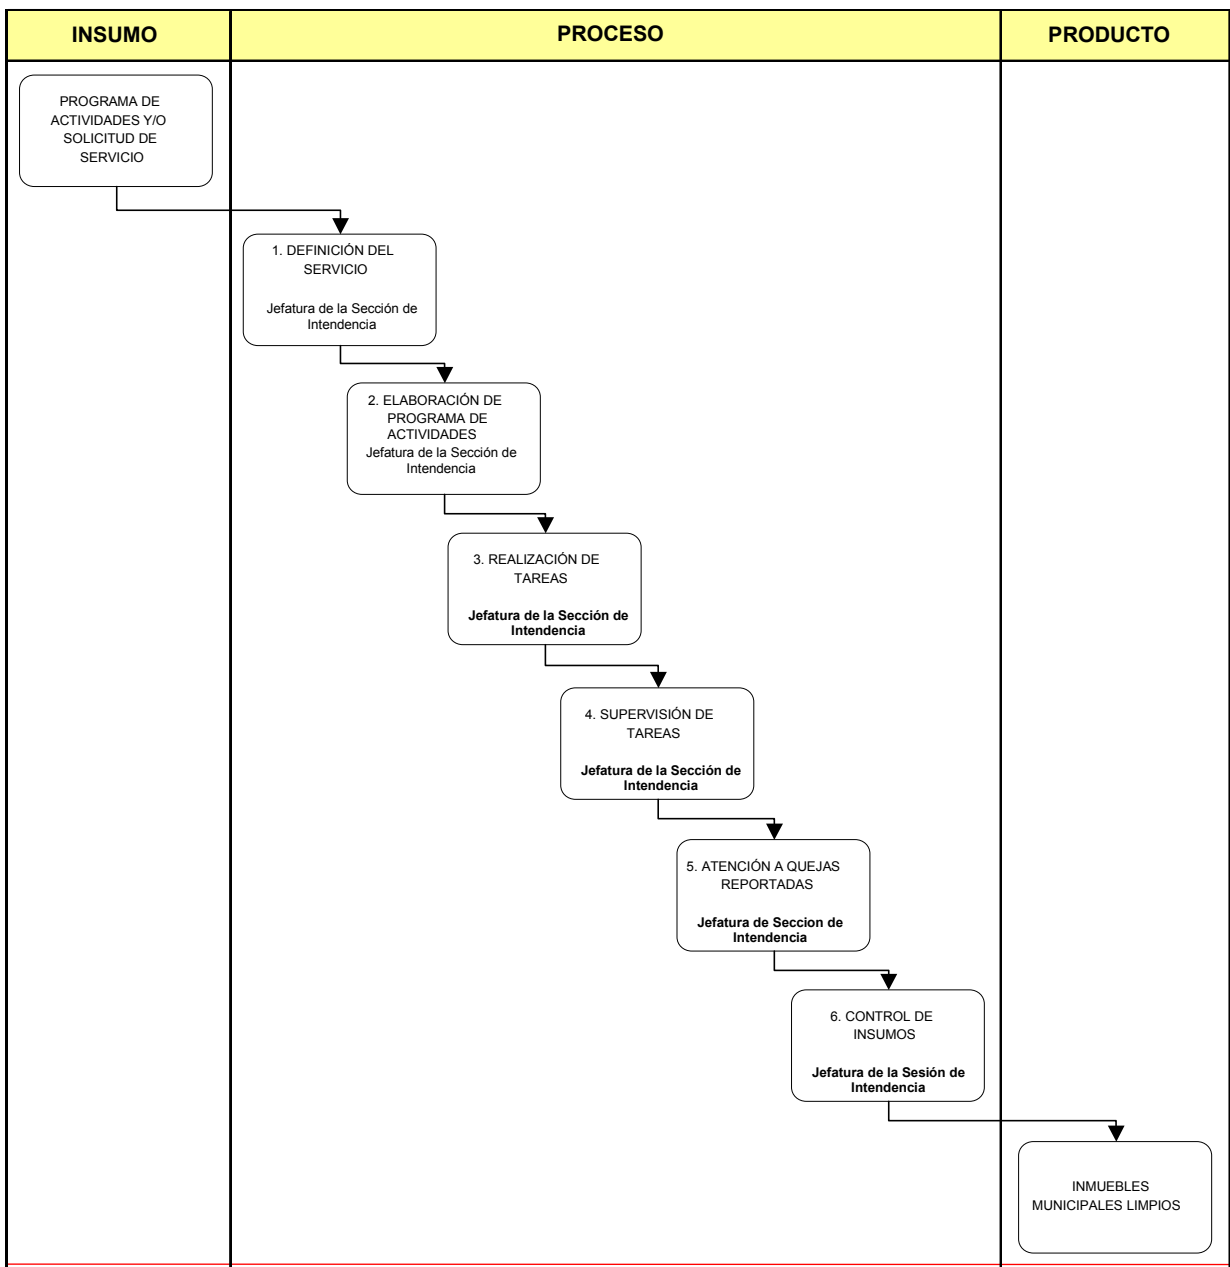 INSUMO
PROCESO
PRODUCTO
PROGRAMA DE
ACTIVIDADES Y/O
SOLICITUD DE
SERVICIO
1. DEFINICIÓN DEL
SERVICIO
Jefatura de la Sección de
Intendencia
2. ELABORACIÓN DE
PROGRAMA DE
ACTIVIDADES
Jefatura de la Sección de
Intendencia
3. REALIZACIÓN DE
TAREAS
Jefatura de la Sección de
Intendencia
4. SUPERVISIÓN DE
TAREAS
Jefatura de la Sección de
Intendencia
5. ATENCIÓN A QUEJAS
REPORTADAS
Jefatura de Seccion de
Intendencia
6. CONTROL DE
INSUMOS
Jefatura de la Sesión de
Intendencia
INMUEBLES
MUNICIPALES LIMPIOS